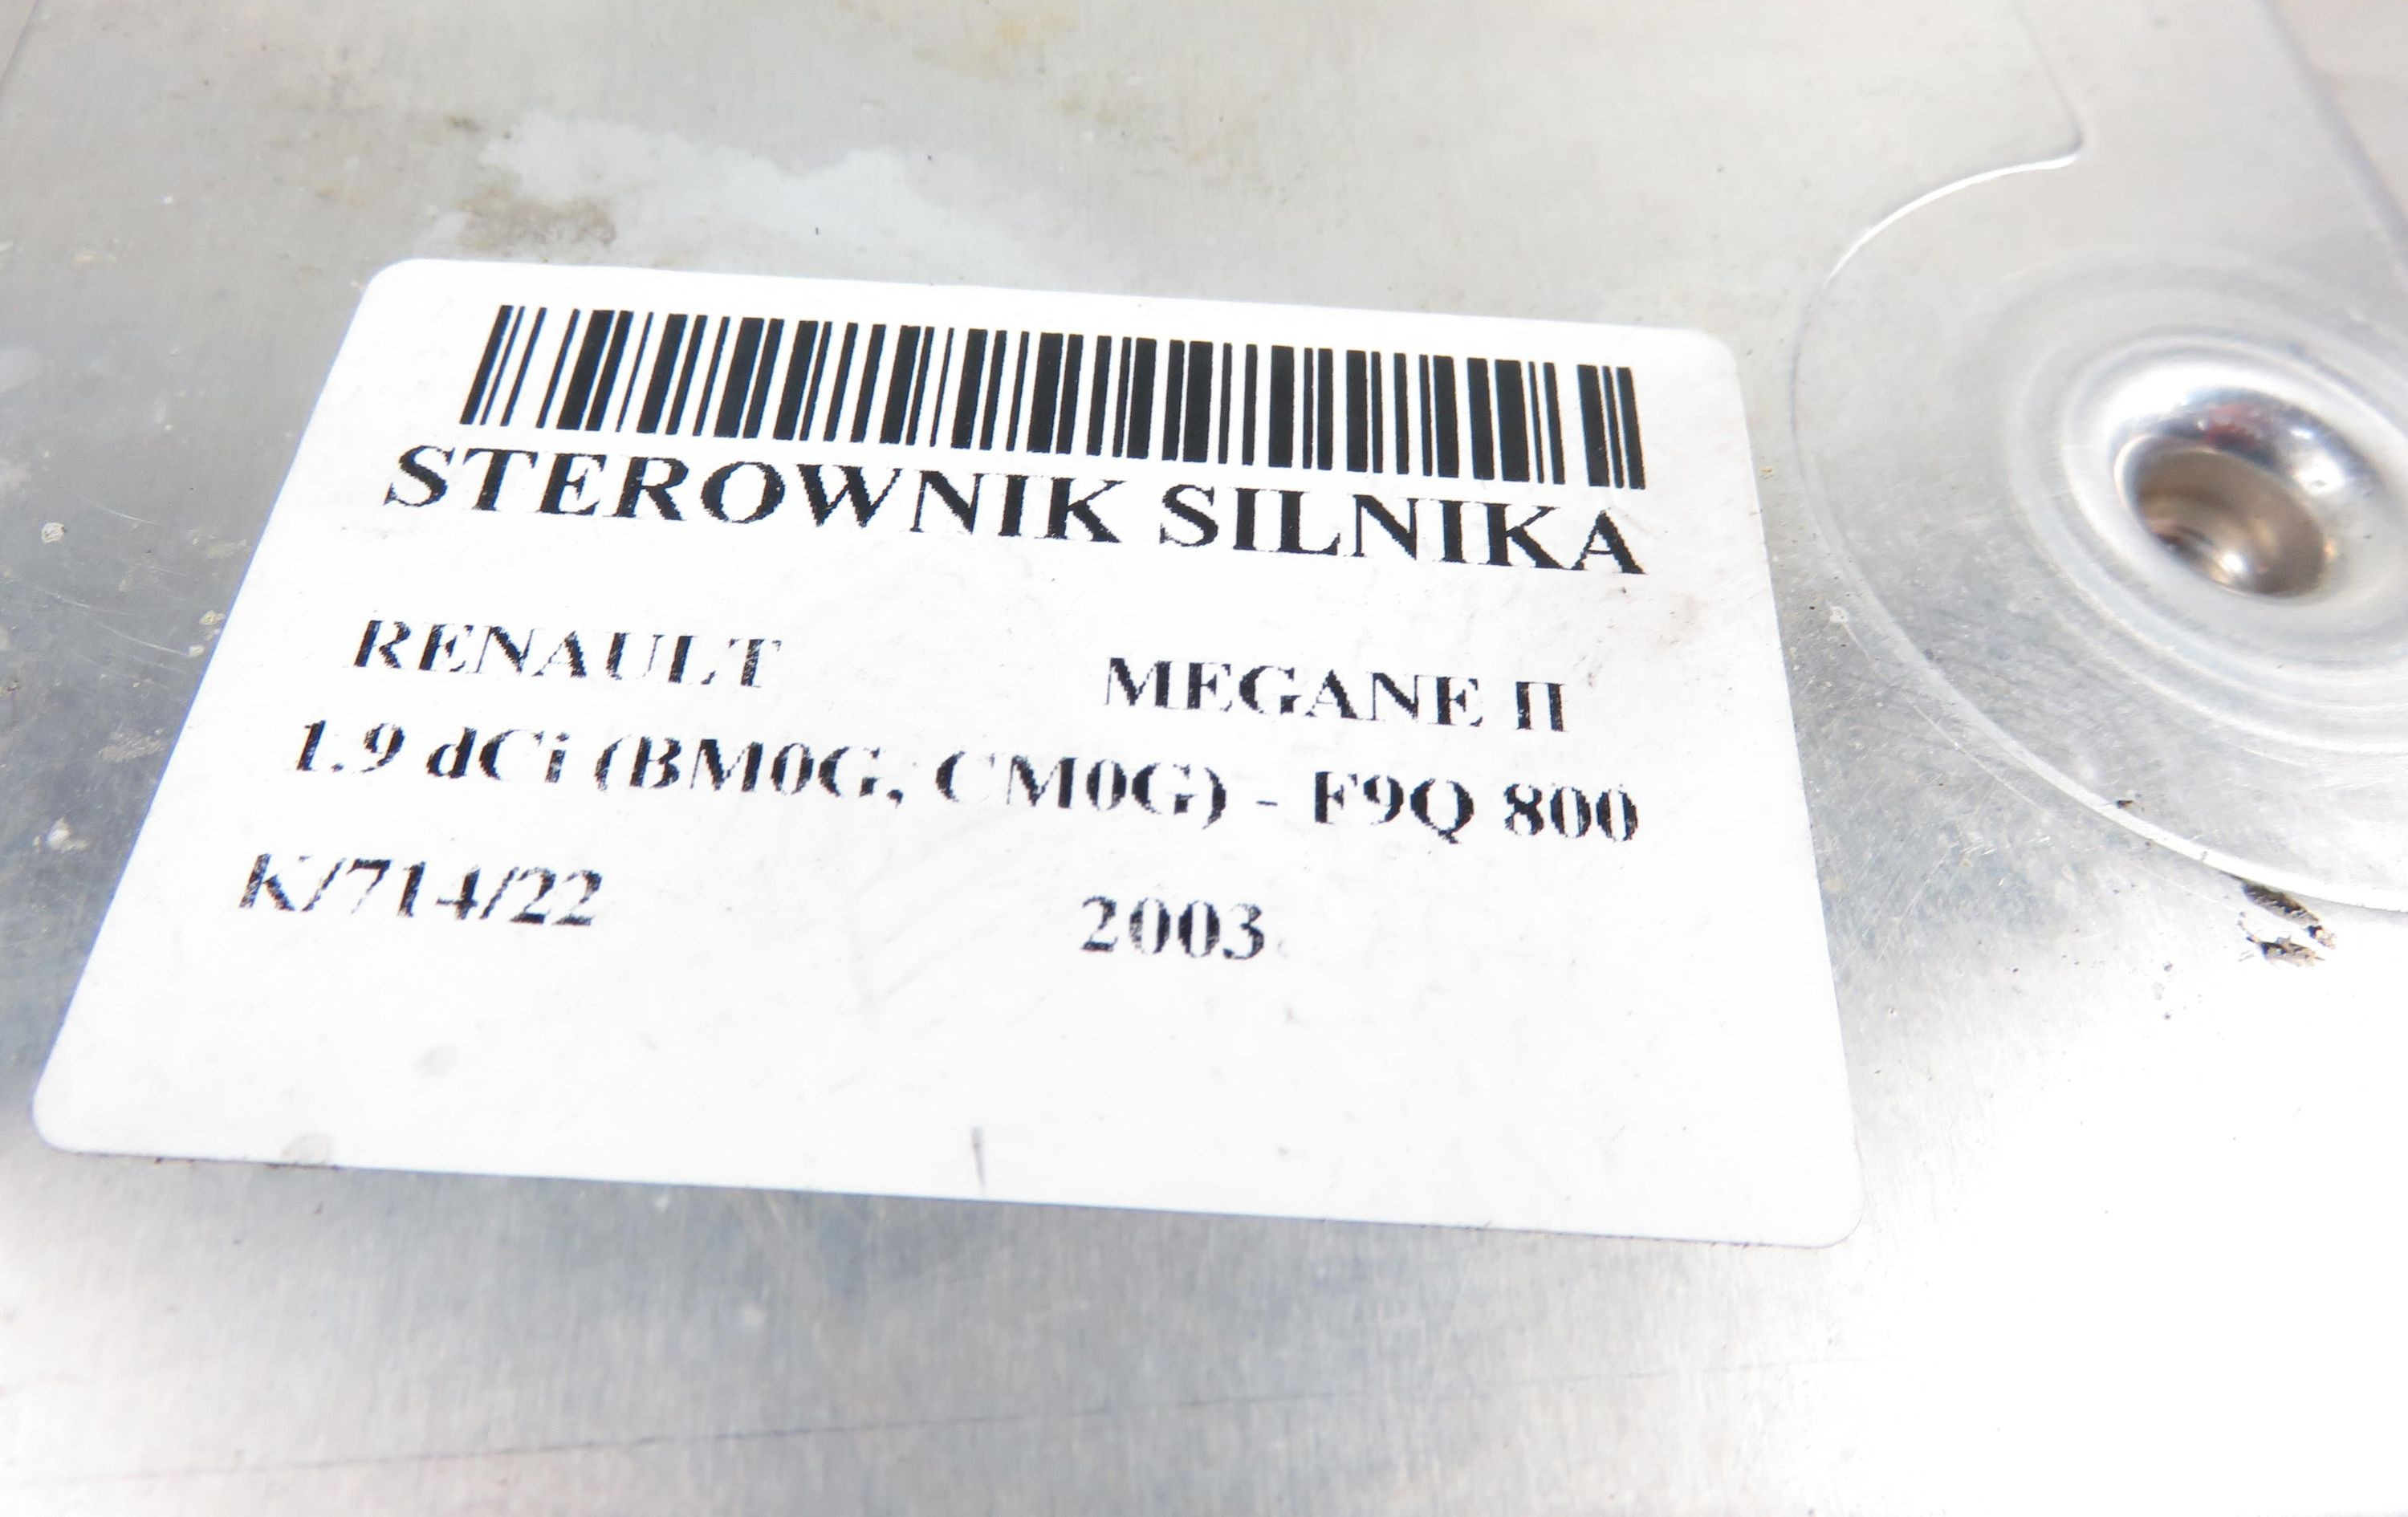 STEROWNIK SILNIKA
RENAULT MEGANE II
1.9 dCi (BM0G, CM0G) - F9Q 800
K/714/22 2003